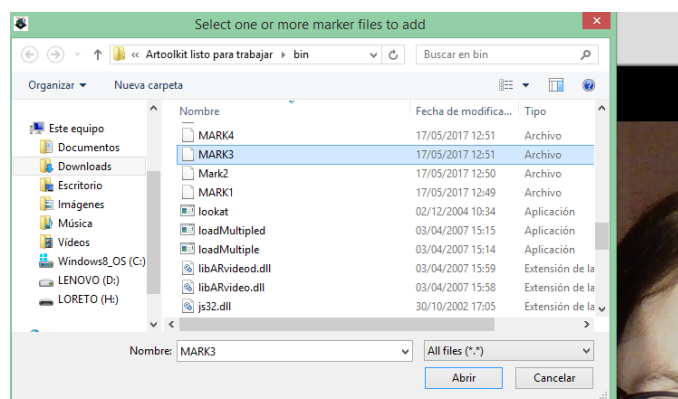 Select one or more marker files to add
« Artoolkit listo para trabajar bin
Buscar en bin
Organizar
Nueva carpeta
Nombre Fecha de modifica... Tipo
Este equipo
Documentos
Downloads
Escritorio
Imágenes
Música
Vídeos
Windows8_OS (C:)
LENOVO (D:)
LORETO (H:)
MARK4 17/05/2017 12:51 Archivo
MARK3 17/05/2017 12:51 Archivo
Mark2 17/05/2017 12:50 Archivo
MARK1 17/05/2017 12:49 Archivo
lookat 02/12/2004 10:34 Aplicación
loadMultipled 03/04/2007 15:15 Aplicación
loadMultiple 03/04/2007 15:14 Aplicación
libARvideod.dll 03/04/2007 15:59 Extensión de la
libARvideo.dll 03/04/2007 15:58 Extensión de la
js32.dll 30/10/2002 17:05 Extensión de la
Nombre: MARK3 All files (*.*)
Abrir Cancelar